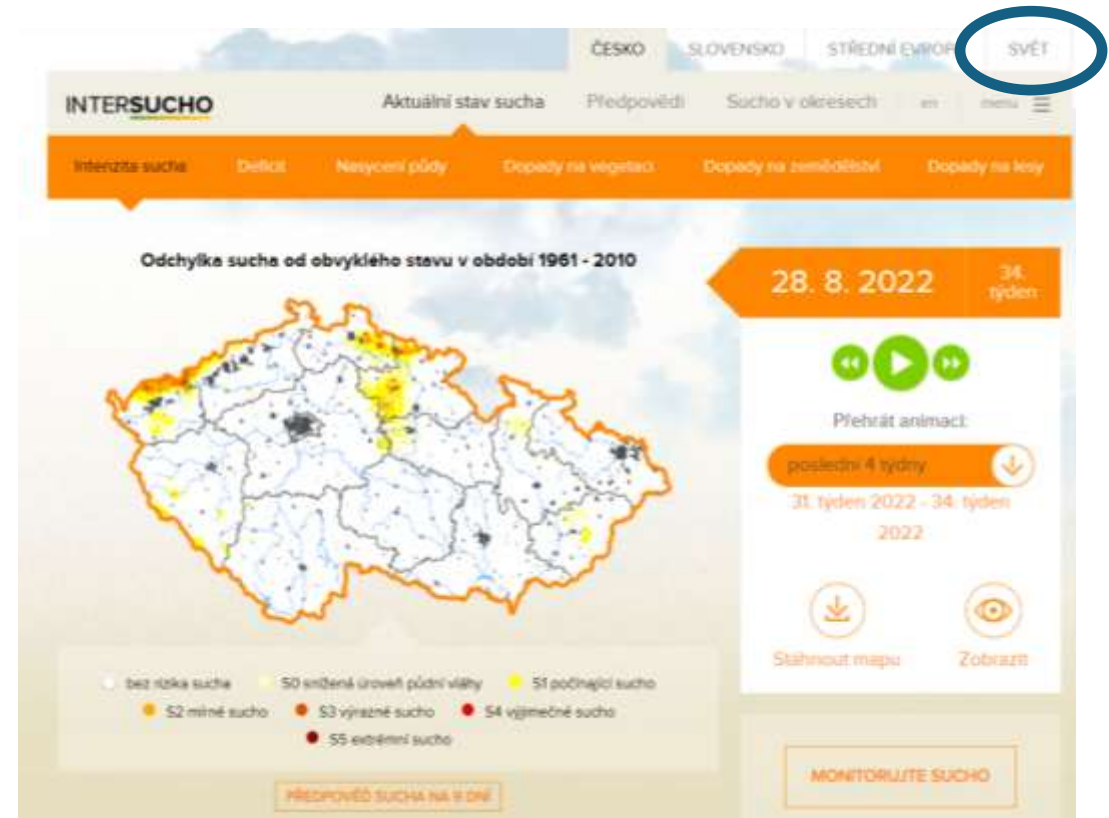 ČESKO SLOVENSKO STŘEDNÍ EVROP SVĚT
INTERSUCHO Aktuální stav sucha Předpovědi Sucho v okresech en menu
Intenzita sucha Deficit Nasycení půdy Dopady na vegetaci Dopady na zemědělství Dopady na lesy
Odchylka sucha od obvyklého stavu v období 1961 - 2010
28. 8. 2022 34. týden
Přehrát animaci:
poslední 4 týdny
31. týden 2022 - 34. týden
2022
Stáhnout mapu Zobrazit
bez rizika sucha S0 snížená úroveň půdní vláhy S1 počínající sucho
S2 mírné sucho S3 výrazné sucho S4 výjimečné sucho
S5 extrémní sucho
MONITORUJTE SUCHO
PŘEDPOVĚĎ SUCHA NA 9 DNÍ